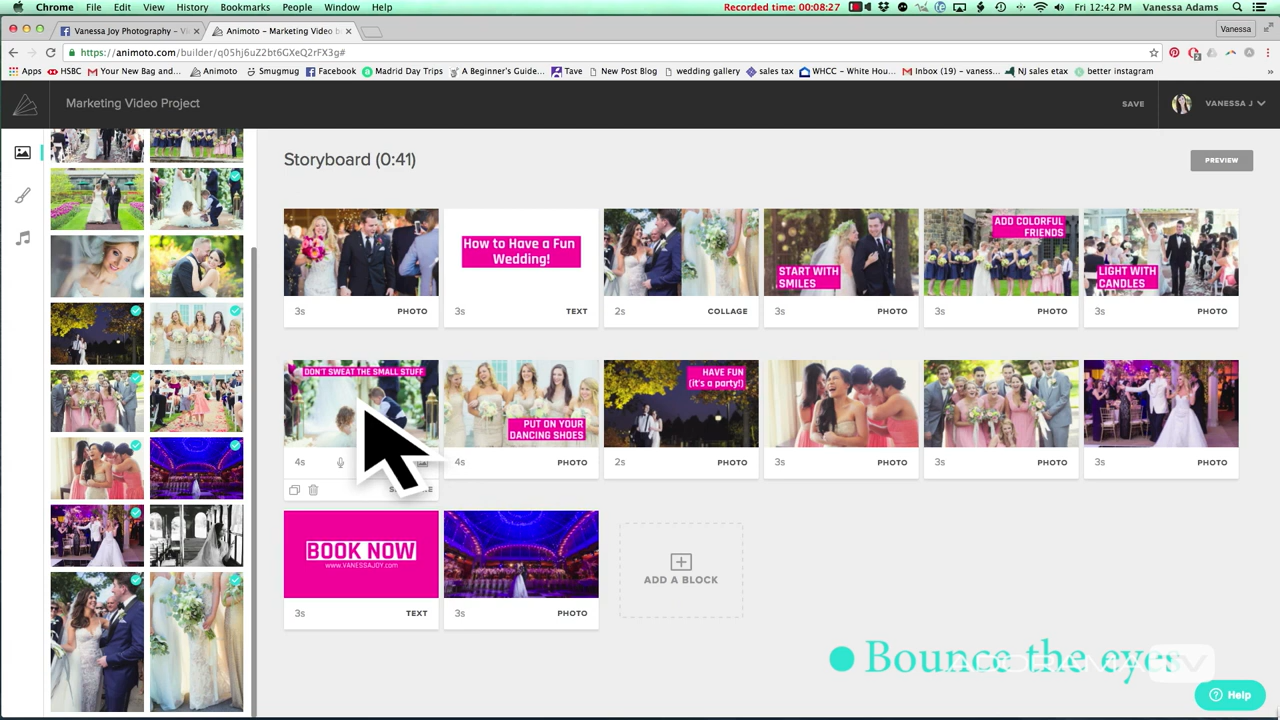 Chrome File Edit View History Bookmarks People Window Help Recorded time: 00:08:27 Fri 12:42 PM Vanessa Adams
Vanessa Joy Photography – V Animoto – Marketing Video b Vanessa
https://animoto.com/builder/q05hj6uZ2bt6GXeQ2rFX3g#
Apps HSBC Your New Bag and... Animoto Smugmug Facebook Madrid Day Trips A Beginner's Guide... Tave New Post Blog wedding gallery sales tax WHCC – White Hou... Inbox (19) – vaness... NJ sales etax better instagram »
Marketing Video Project SAVE VANESSA J
Storyboard (0:41) PREVIEW
How to Have a Fun
Wedding!
START WITH
SMILES
ADD COLORFUL
FRIENDS
LIGHT WITH
CANDLES
3s PHOTO 3s TEXT 2s COLLAGE 3s PHOTO 3s PHOTO 3s PHOTO
DON'T SWEAT THE SMALL STUFF
PUT ON YOUR
DANCING SHOES
HAVE FUN
(it's a party!)
4s 4s PHOTO 2s PHOTO 3s PHOTO 3s PHOTO 3s PHOTO
BOOK NOW
www.VANESSAJOY.com
ADD A BLOCK
3s TEXT 3s PHOTO
Bounce the eyes
ADORAMA TV
Help